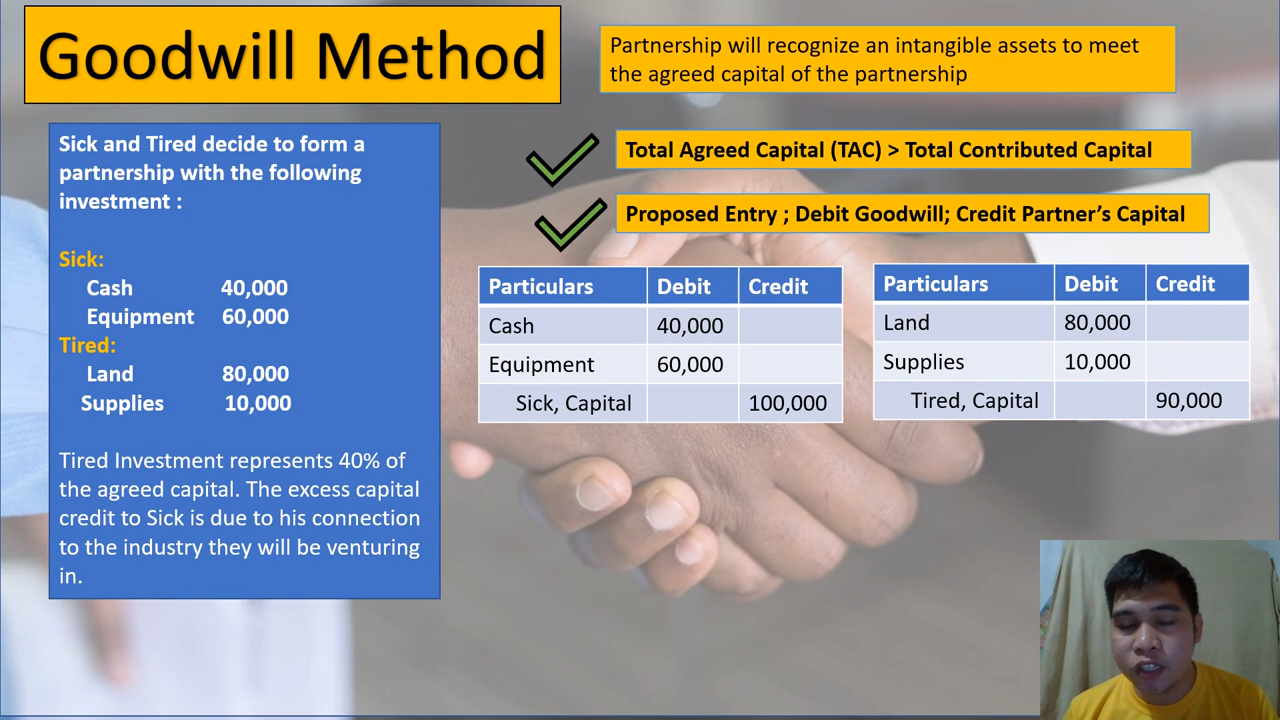 Goodwill Method
Partnership will recognize an intangible assets to meet
the agreed capital of the partnership
Sick and Tired decide to form a
partnership with the following
investment :
Sick:
Cash 40,000
Equipment 60,000
Tired:
Land 80,000
Supplies 10,000
Tired Investment represents 40% of
the agreed capital. The excess capital
credit to Sick is due to his connection
to the industry they will be venturing
in.
Total Agreed Capital (TAC) > Total Contributed Capital
Proposed Entry ; Debit Goodwill; Credit Partner's Capital
Particulars Debit Credit
Cash 40,000
Equipment 60,000
Sick, Capital 100,000
Particulars Debit Credit
Land 80,000
Supplies 10,000
Tired, Capital 90,000